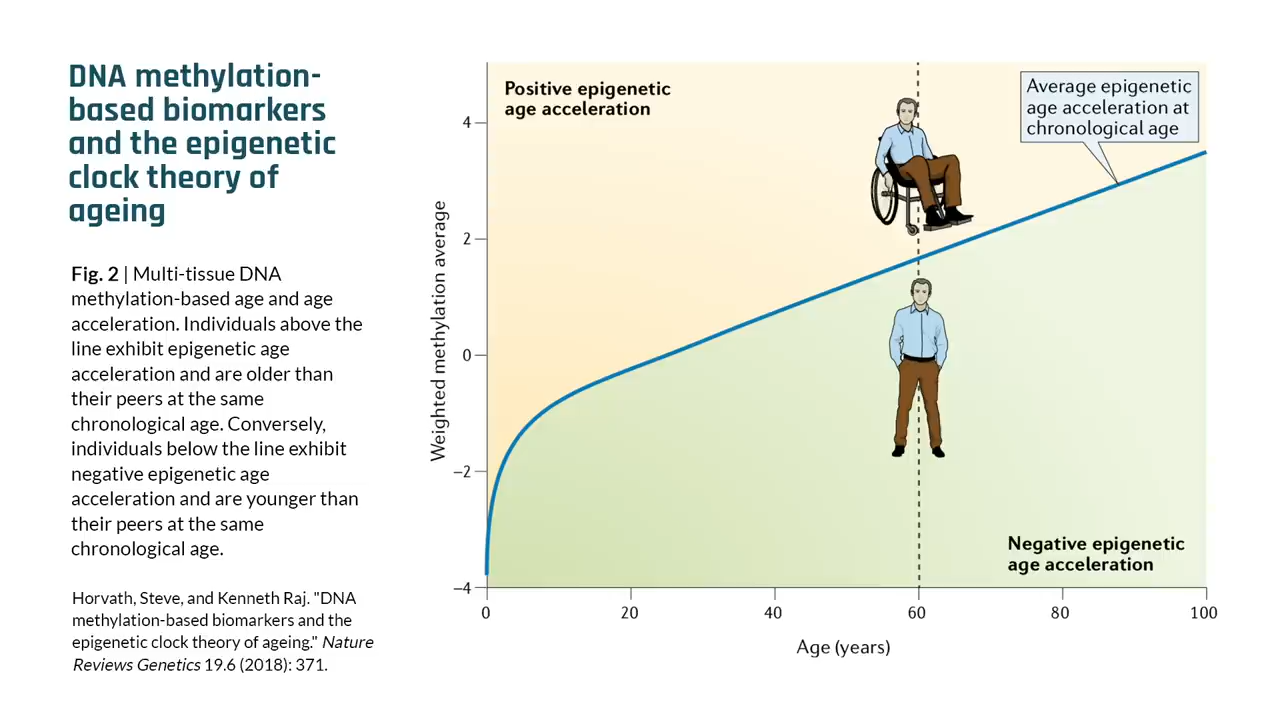 DNA methylation-
based biomarkers
and the epigenetic
clock theory of
ageing
Fig. 2 | Multi-tissue DNA
methylation-based age and age
acceleration. Individuals above the
line exhibit epigenetic age
acceleration and are older than
their peers at the same
chronological age. Conversely,
individuals below the line exhibit
negative epigenetic age
acceleration and are younger than
their peers at the same
chronological age.
Horvath, Steve, and Kenneth Raj. "DNA
methylation-based biomarkers and the
epigenetic clock theory of ageing." Nature
Reviews Genetics 19.6 (2018): 371.
Positive epigenetic
age acceleration
Average epigenetic
age acceleration at
chronological age
Weighted methylation average
4
2
0
–2
–4
Negative epigenetic
age acceleration
0 20 40 60 80 100
Age (years)